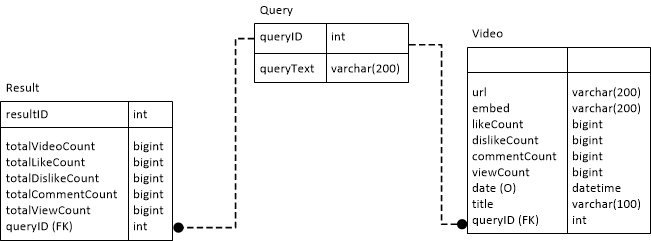 Query
queryID int
queryText varchar(200)
Result
resultID int
totalVideoCount bigint
totalLikeCount bigint
totalDislikeCount bigint
totalCommentCount bigint
totalViewCount bigint
queryID (FK) int
Video
url varchar(200)
embed varchar(200)
likeCount bigint
dislikeCount bigint
commentCount bigint
viewCount bigint
date (O) datetime
title varchar(100)
queryID (FK) int